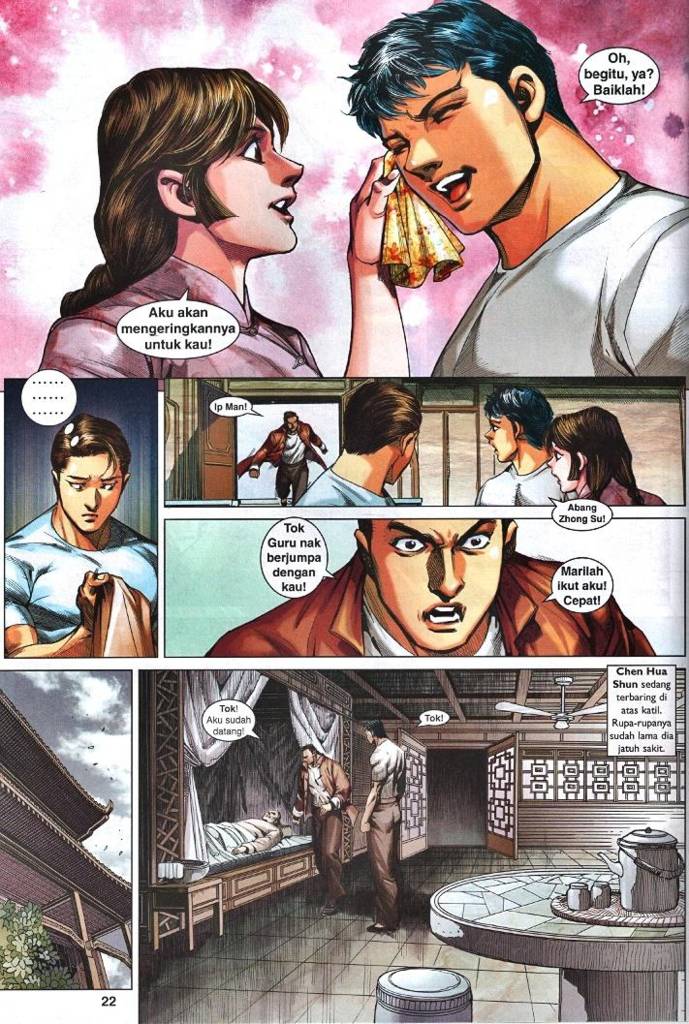 Oh,
begitu, ya?
Baiklah!
Aku akan
mengeringkannya
untuk kau!
......
......
Ip Man!
Abang
Zhong Su!
Tok
Guru nak
berjumpa
dengan
kau!
Marilah
ikut aku!
Cepat!
Tok!
Aku sudah
datang!
Tok!
Chen Hua
Shun sedang
terbaring di
atas katil.
Rupa-rupanya
sudah lama dia
jatuh sakit.
22